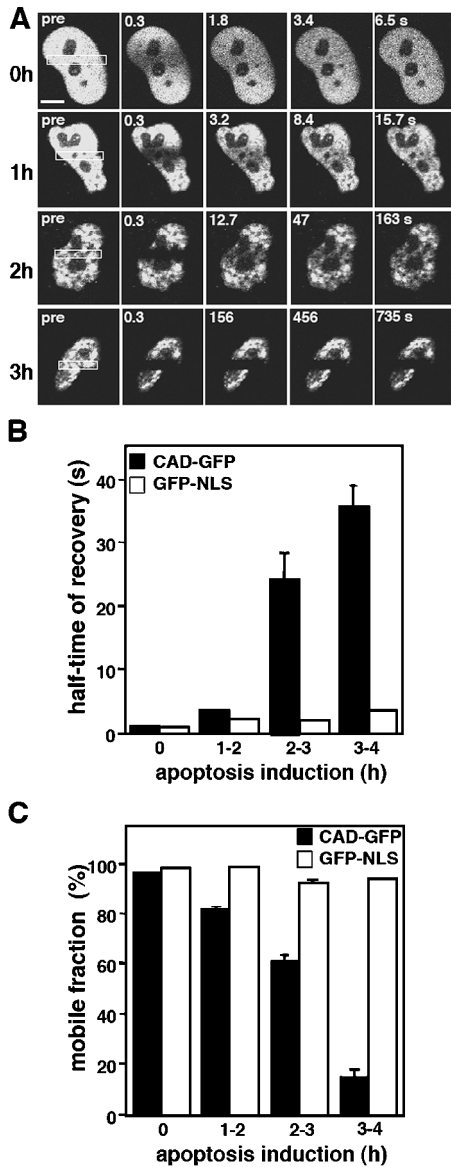 A
pre 0.3 1.8 3.4 6.5 s
0h
pre 0.3 3.2 8.4 15.7 s
1h
pre 0.3 12.7 47 163 s
2h
pre 0.3 156 456 735 s
3h
B
CAD-GFP
GFP-NLS
half-time of recovery (s)
40
30
20
10
0
0 1-2 2-3 3-4
apoptosis induction (h)
C
CAD-GFP
GFP-NLS
mobile fraction (%)
100
80
60
40
20
0
0 1-2 2-3 3-4
apoptosis induction (h)